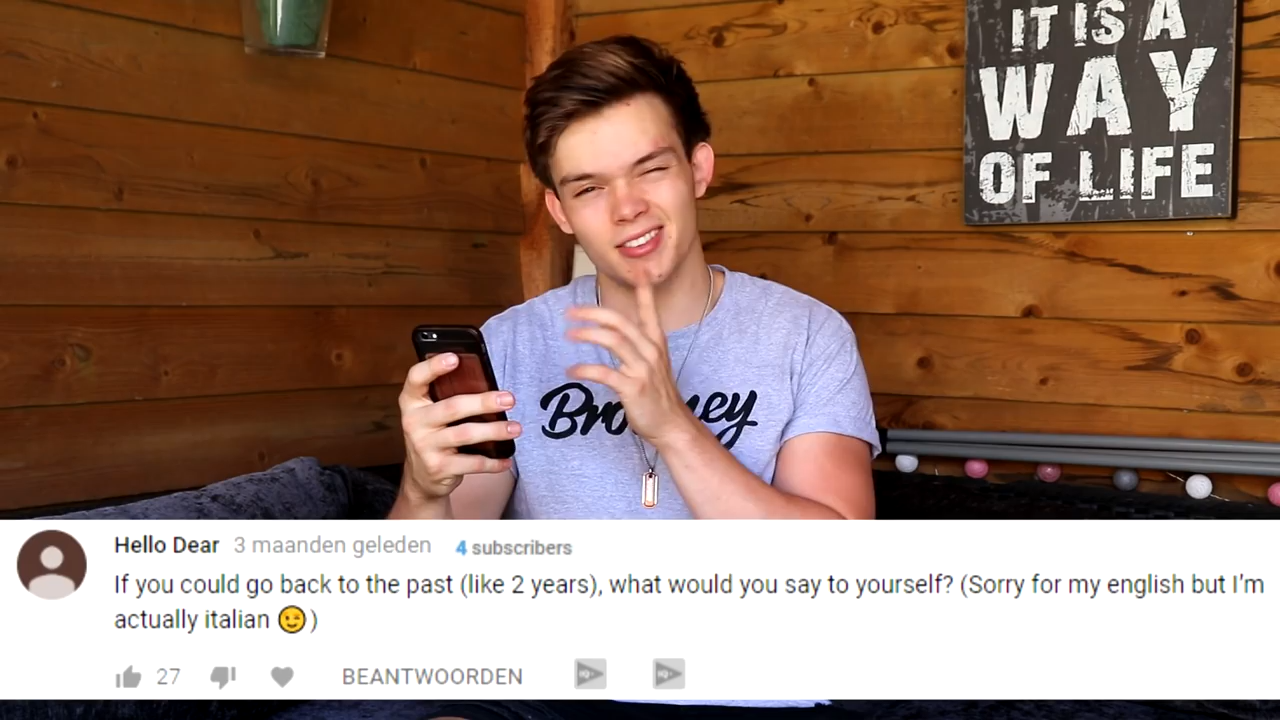 IT IS A
WAY
OF LIFE
Hello Dear 3 maanden geleden 4 subscribers
If you could go back to the past (like 2 years), what would you say to yourself? (Sorry for my english but I'm
actually italian 😉)
27 BEANTWOORDEN